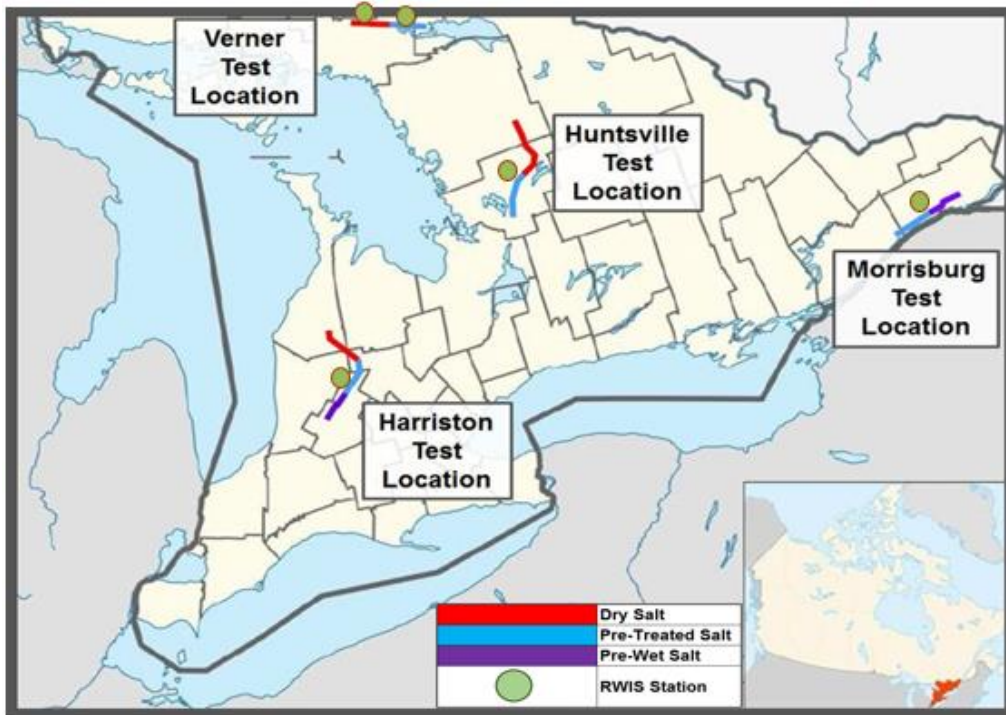 Verner
Test
Location
Huntsville
Test
Location
Morrisburg
Test
Location
Harriston
Test
Location
Dry Salt
Pre-Treated Salt
Pre-Wet Salt
RWIS Station